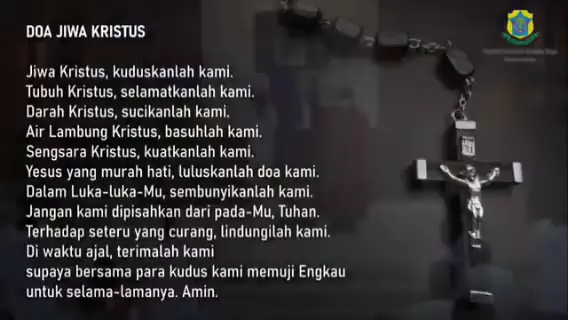 DOA JIWA KRISTUS
Jiwa Kristus, kuduskanlah kami.
Tubuh Kristus, selamatkanlah kami.
Darah Kristus, sucikanlah kami.
Air Lambung Kristus, basuhlah kami.
Sengsara Kristus, kuatkanlah kami.
Yesus yang murah hati, luluskanlah doa kami.
Dalam Luka-luka-Mu, sembunyikanlah kami.
Jangan kami dipisahkan dari pada-Mu, Tuhan.
Terhadap seteru yang curang, lindungilah kami.
Di waktu ajal, terimalah kami
supaya bersama para kudus kami memuji Engkau
untuk selama-lamanya. Amin.